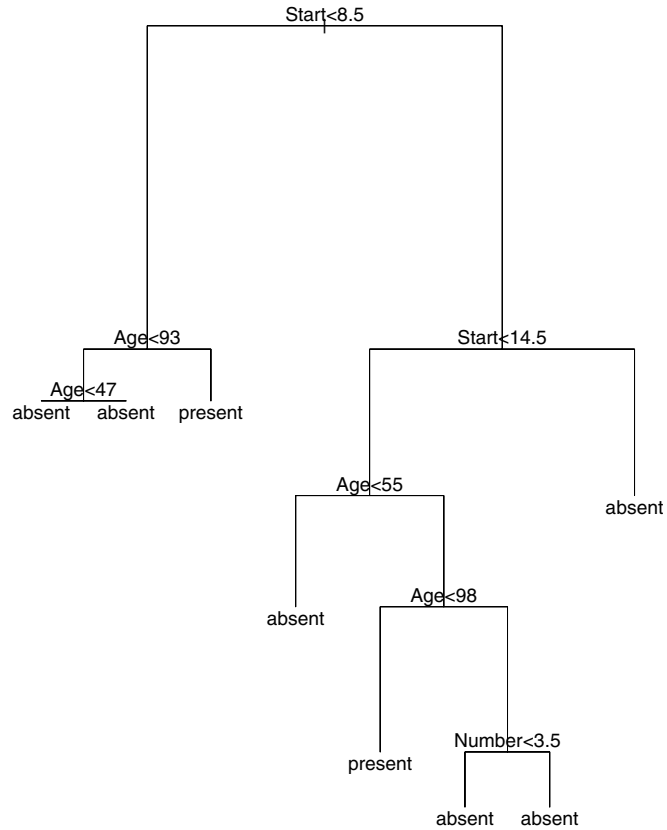 Start<8.5
Age<93
Start<14.5
Age<47
absent
absent
present
Age<55
absent
absent
Age<98
present
Number<3.5
absent
absent